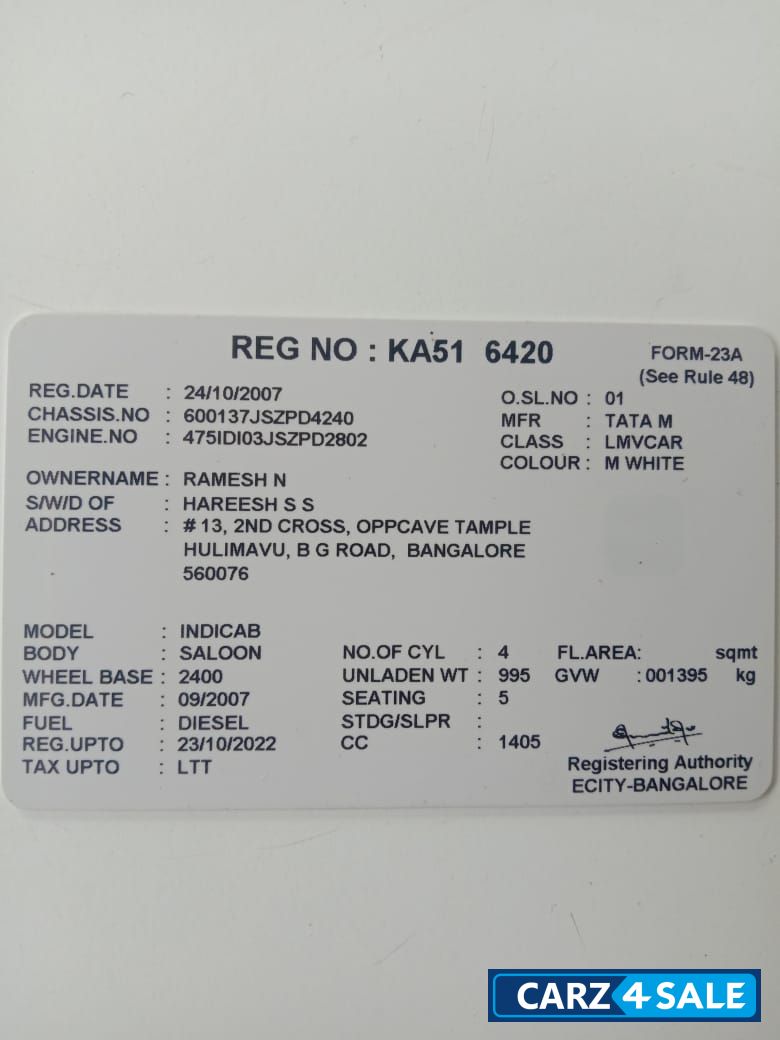 REG NO : KA51 6420
FORM-23A
(See Rule 48)
REG.DATE : 24/10/2007
CHASSIS.NO : 600137JSZPD4240
ENGINE.NO : 475IDI03JSZPD2802
O.SL.NO : 01
MFR : TATA M
CLASS : LMVCAR
COLOUR : M WHITE
OWNERNAME : RAMESH N
S/W/D OF : HAREESH S S
ADDRESS : # 13, 2ND CROSS, OPPCAVE TAMPLE
HULIMAVU, B G ROAD, BANGALORE
560076
MODEL : INDICAB
BODY : SALOON NO.OF CYL : 4 FL.AREA: sqmt
WHEEL BASE : 2400 UNLADEN WT : 995 GVW : 001395 kg
MFG.DATE : 09/2007 SEATING : 5
FUEL : DIESEL STDG/SLPR :
REG.UPTO : 23/10/2022 CC : 1405
TAX UPTO : LTT
Registering Authority
ECITY-BANGALORE
CARZ 4 SALE